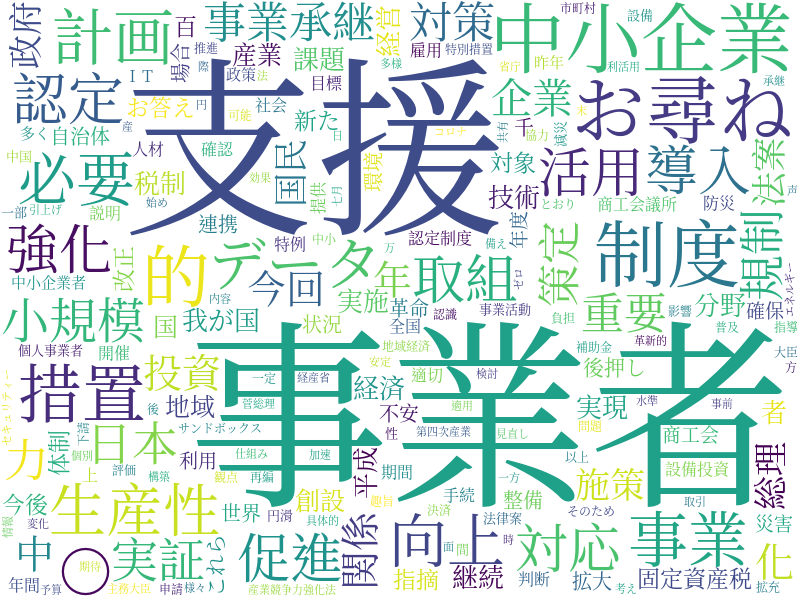 支援
事業者
中小企業
お尋ね
計画
事業承継
対策
認定
必要
強化
制度
導入
活用
法案
規制
データ
的
取組
策定
小規模
措置
今回
年
重要
分野
投資
日本
力
生産性
向上
対応
事業
促進
関係
実証
施策
総理
固定資産税
化
中
継続
指摘
これら
政府
百
場合
推進
際
産業
課題
経営
雇用
特別措置
政策
法
目標
多様
省庁
昨年
利活用
市町村
設備
承継
IT
お答え
円
可能
社会
新た
企業
手
共有
協力
減災
未
コロナ
日
多く
自治体
産
人材
確認
国民
対象
環境
技術
中国
税制
効果
提供
七月
とおり
商工会議所
防災
声
一部
引上げ
説明
始め
連携
特例
中小
万
認定制度
備え
年度
ゼロ
中小企業者
改正
内容
認識
事業活動
負担
影響
確保
エネルギー
指導
普及
大臣
方
国
我が国
実施
革命
全国
状況
地域経済
補助金
革新的
後押し
個人事業者
開催
安定
適切
検討
一定
経産省
経済
地域
後
管総理
不安
適用
水準
事前
実現
者
セキュリティー
体制
下請
サンドボックス
性
第四次産業
見直し
問題
商工会
個別
上
評価
構築
利用
仕組み
加速
観点
再編
平成
期間
一方
以上
設備投資
取引
今後
世界
円滑
創設
趣旨
手続
整備
そのため
災害
情報
変化
具体的
決済
面
間
法律案
時
年間
予算
期待
〇
上務大臣
申請
様々
産業競争力強化法
判断
拡大
考え
拡充